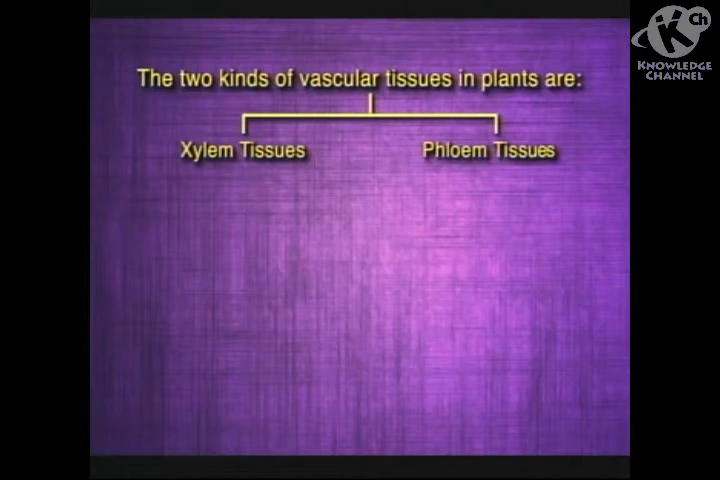 Ch
K
KNOWLEDGE
CHANNEL
The two kinds of vascular tissues in plants are:
Xylem Tissues
Phloem Tissues